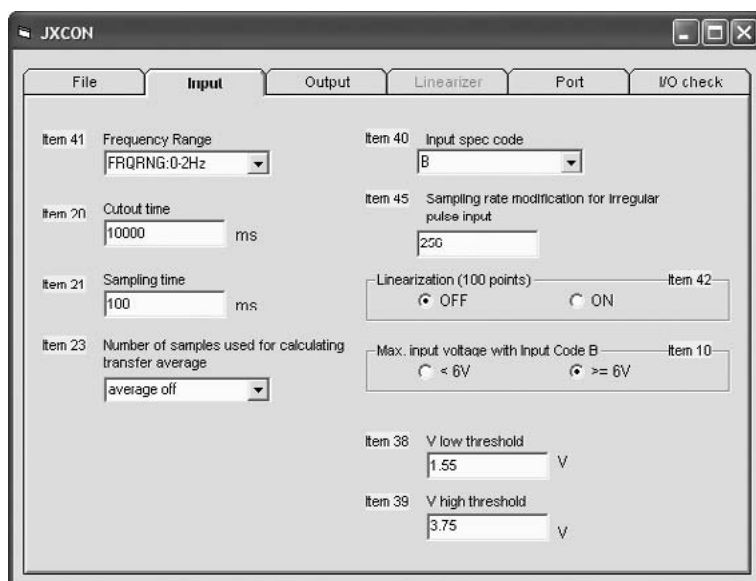 JXCON
File Input Output Linearizer Port I/O check
Item 41 Frequency Range
FRQRNG:0-2Hz
Item 20 Cutout time
10000 ms
Item 21 Sampling time
100 ms
Item 23 Number of samples used for calculating
transfer average
average off
Item 40 Input spec code
B
Item 45 Sampling rate modification for irregular
pulse input
256
Linearization (100 points) Item 42
OFF ON
Max. input voltage with Input Code B Item 10
< 6V >= 6V
Item 38 V low threshold
1.55 V
Item 39 V high threshold
3.75 V